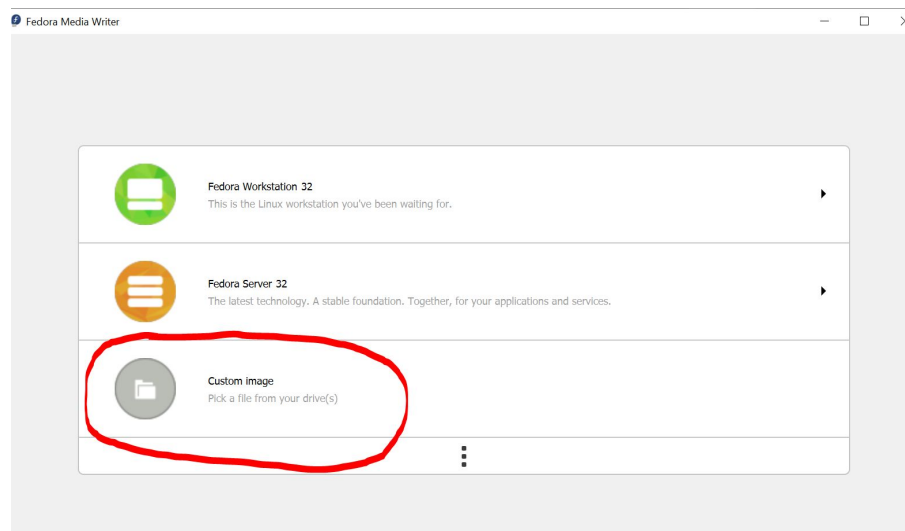 Fedora Media Writer
Fedora Workstation 32
This is the Linux workstation you've been waiting for.
Fedora Server 32
The latest technology. A stable foundation. Together, for your applications and services.
Custom image
Pick a file from your drive(s)